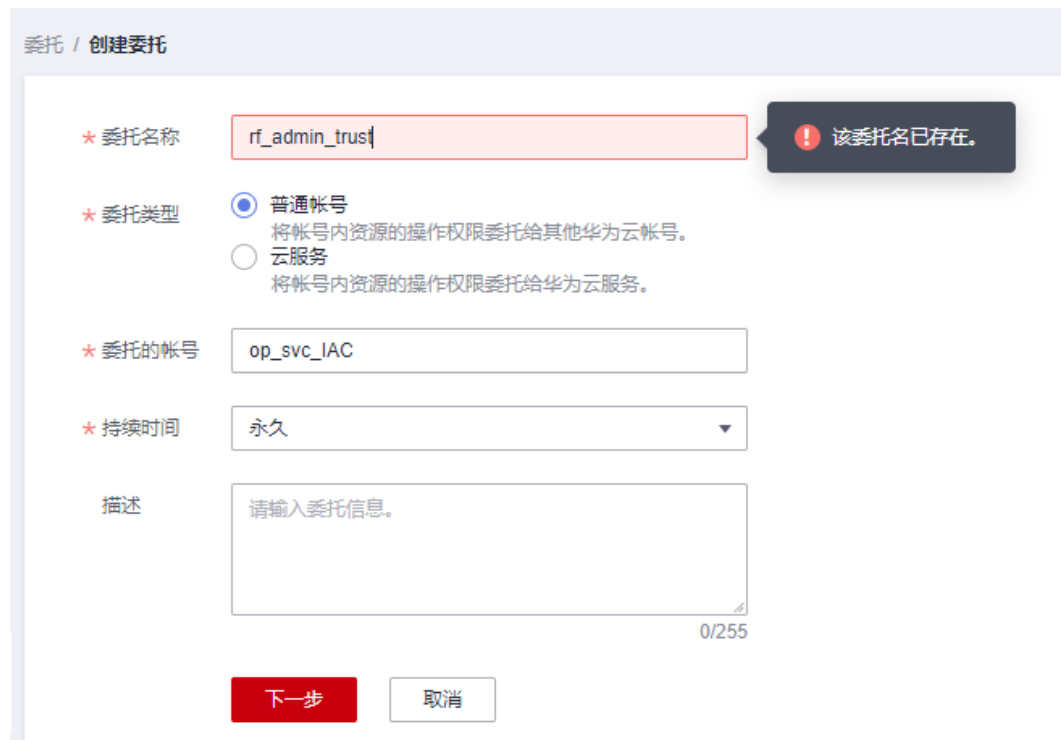 委托 / 创建委托
* 委托名称 rf_admin_trust 该委托名已存在。
* 委托类型 普通帐号
将帐号内资源的操作权限委托给其他华为云帐号。
云服务
将帐号内资源的操作权限委托给华为云服务。
* 委托的帐号 op_svc_IAC
* 持续时间 永久
描述 请输入委托信息。
0/255
下一步 取消